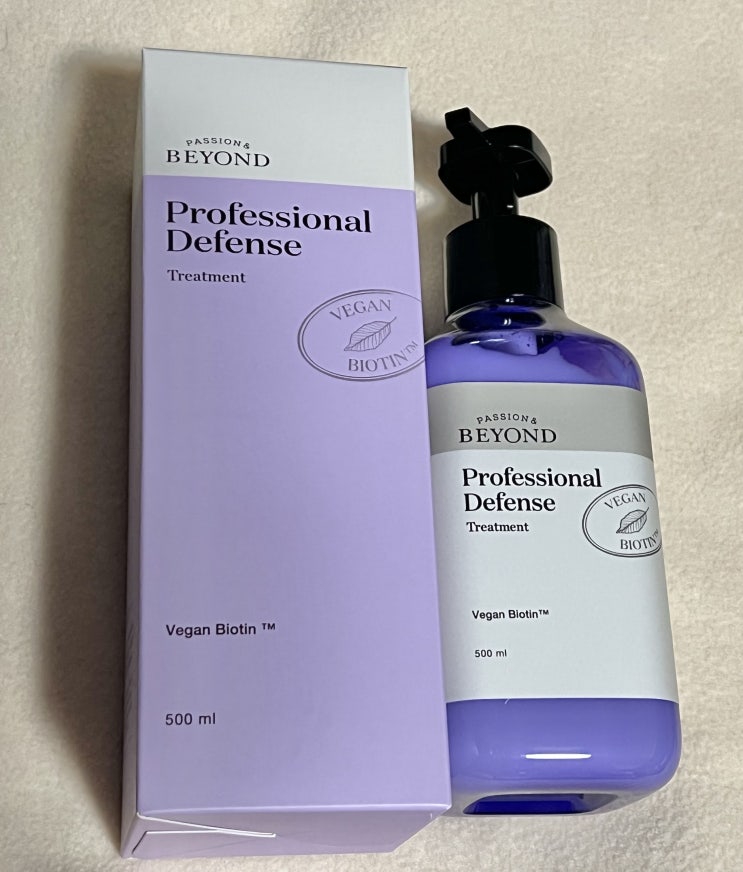 PASSION &
BEYOND
Professional
Defense
Treatment
VEGAN
BIOTIN™
Vegan Biotin ™
500 ml
PASSION &
BEYOND
Professional
Defense
Treatment
VEGAN
BIOTIN™
Vegan Biotin™
500 ml